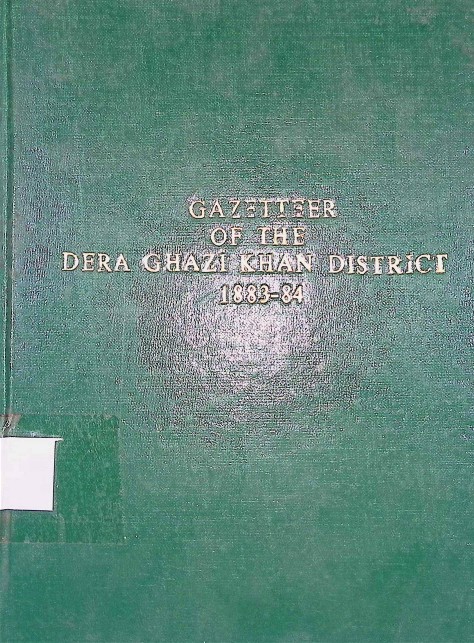 GAZETTEER
OF THE
DERA GHAZI KHAN DISTRICT
1883-84